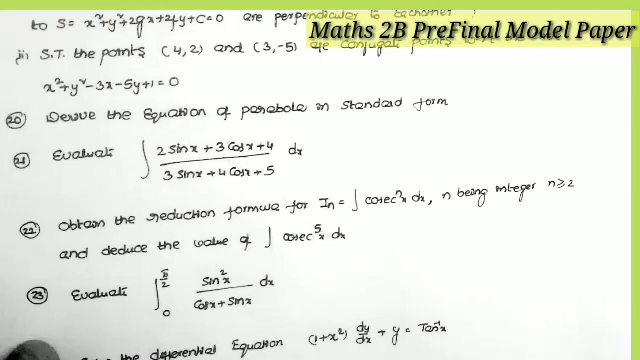 to S = x²+y²+2gx+2fy+c=0 are perpendicular to
Maths 2B PreFinal Model Paper
ii) S.T. the points (4,2) and (3,-5) are conjugate points
x²+y²-3x-5y+1=0
20) Derive the Equation of parabola in standard form
21) Evaluate ∫ (2 sinx + 3 cosx + 4)/(3 sinx + 4 cosx + 5) dx
22) Obtain the reduction formula for In = ∫ cosecⁿx dx, n being integer n≥2
and deduce the value of ∫ cosec⁵x dx
23) Evaluate ∫₀^(π/2) sin²x/(cosx + sinx) dx
the differential Equation (1+x²) dy/dx + y = Tan⁻¹x